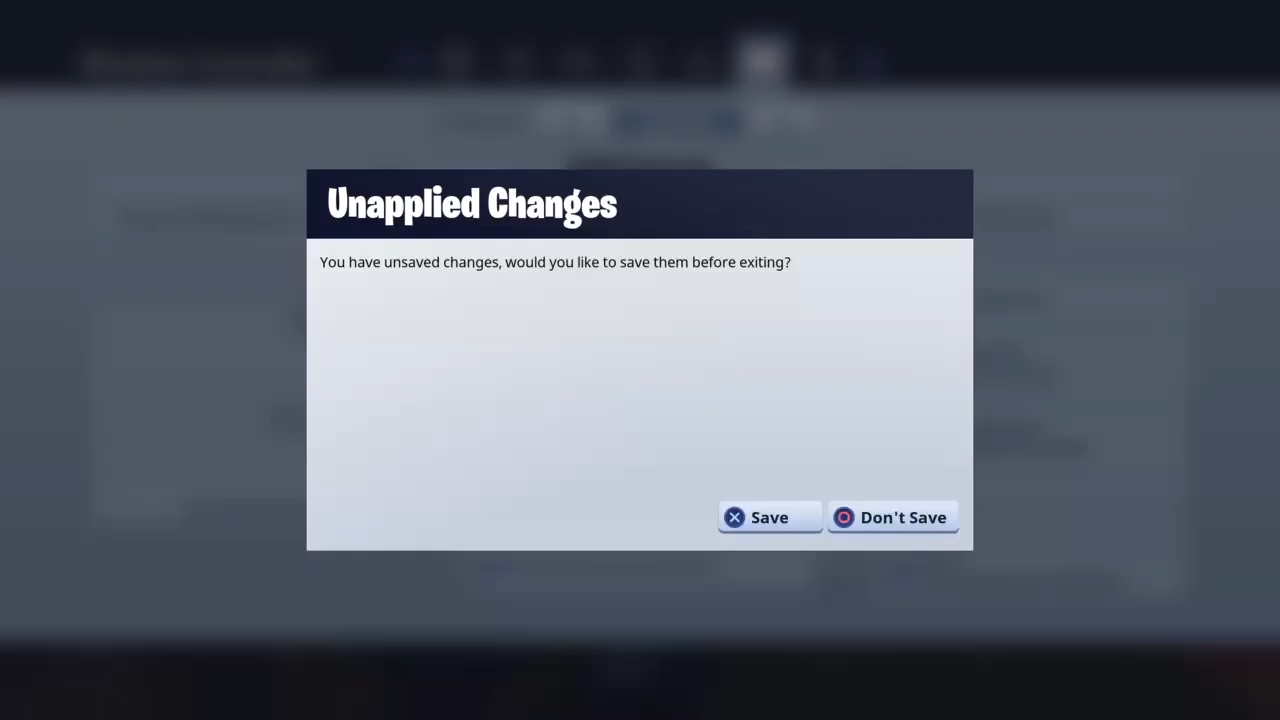 Unapplied Changes
You have unsaved changes, would you like to save them before exiting?
Save
Don't Save